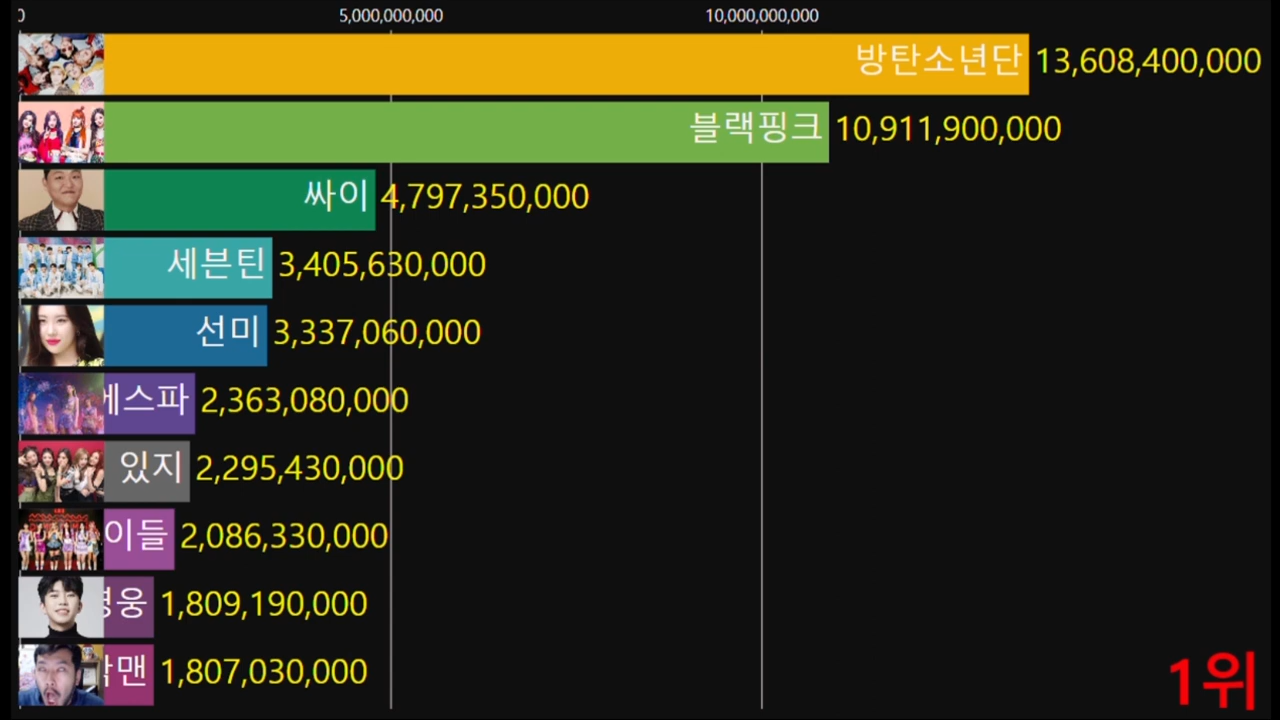 0 5,000,000,000 10,000,000,000
방탄소년단 13,608,400,000
블랙핑크 10,911,900,000
싸이 4,797,350,000
세븐틴 3,405,630,000
선미 3,337,060,000
에스파 2,363,080,000
있지 2,295,430,000
이들 2,086,330,000
영웅 1,809,190,000
맨 1,807,030,000
1위